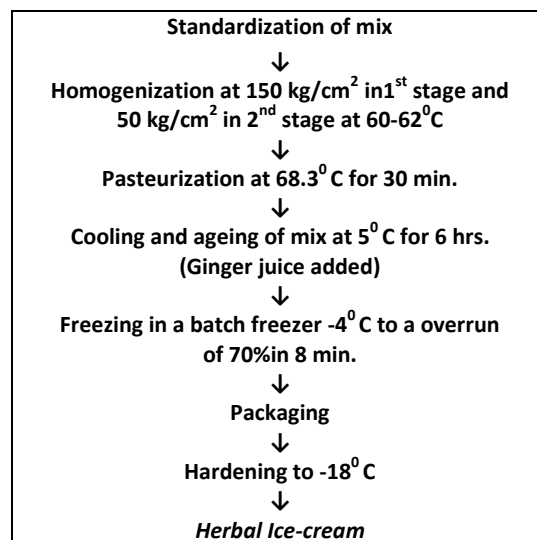 Standardization of mix
↓
Homogenization at 150 kg/cm² in1ˢᵗ stage and
50 kg/cm² in 2ⁿᵈ stage at 60-62⁰C
↓
Pasteurization at 68.3⁰ C for 30 min.
↓
Cooling and ageing of mix at 5⁰ C for 6 hrs.
(Ginger juice added)
↓
Freezing in a batch freezer -4⁰ C to a overrun
of 70%in 8 min.
↓
Packaging
↓
Hardening to -18⁰ C
↓
Herbal Ice-cream